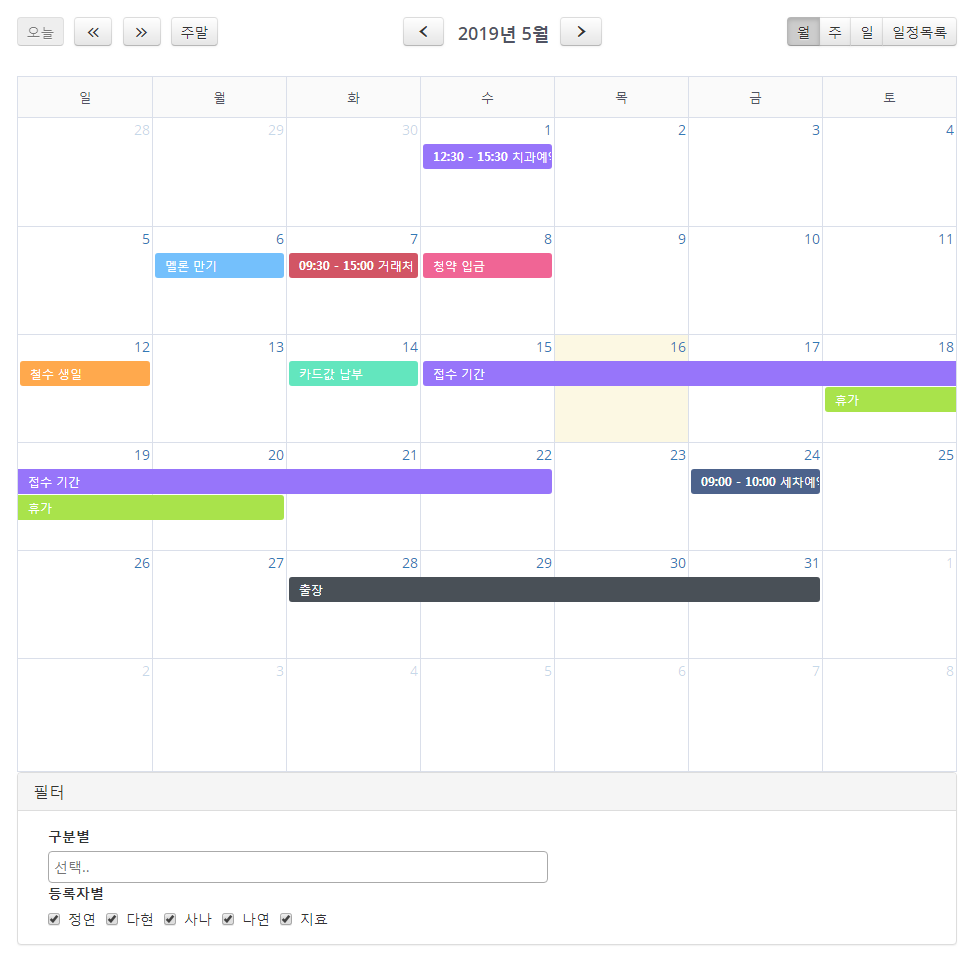 오늘 주말 2019년 5월 월 주 일 일정목록
일 월 화 수 목 금 토
28 29 30 1 2 3 4
12:30 - 15:30 치과예약
5 6 7 8 9 10 11
멜론 만기 09:30 - 15:00 거래처 청약 입금
12 13 14 15 16 17 18
철수 생일 카드값 납부 접수 기간
휴가
19 20 21 22 23 24 25
접수 기간 09:00 - 10:00 세차예약
휴가
26 27 28 29 30 31 1
출장
2 3 4 5 6 7 8
필터
구분별
선택..
등록자별
정연 다현 사나 나연 지효